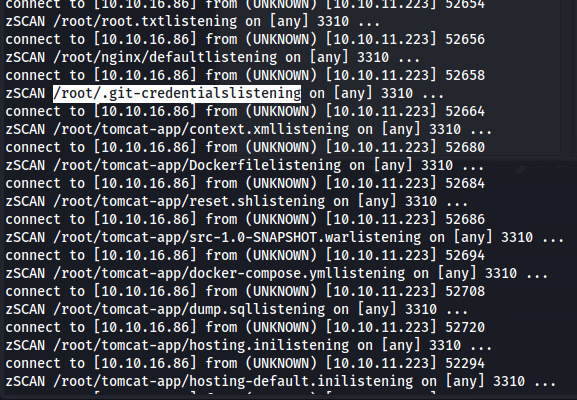 connect to [10.10.16.86] from (UNKNOWN) [10.10.11.223] 52654
zSCAN /root/root.txtlistening on [any] 3310 ...
connect to [10.10.16.86] from (UNKNOWN) [10.10.11.223] 52656
zSCAN /root/nginx/defaultlistening on [any] 3310 ...
connect to [10.10.16.86] from (UNKNOWN) [10.10.11.223] 52658
zSCAN /root/.git-credentialslistening on [any] 3310 ...
connect to [10.10.16.86] from (UNKNOWN) [10.10.11.223] 52664
zSCAN /root/tomcat-app/context.xmllistening on [any] 3310 ...
connect to [10.10.16.86] from (UNKNOWN) [10.10.11.223] 52680
zSCAN /root/tomcat-app/Dockerfilelistening on [any] 3310 ...
connect to [10.10.16.86] from (UNKNOWN) [10.10.11.223] 52684
zSCAN /root/tomcat-app/reset.shlistening on [any] 3310 ...
connect to [10.10.16.86] from (UNKNOWN) [10.10.11.223] 52686
zSCAN /root/tomcat-app/src-1.0-SNAPSHOT.warlistening on [any] 3310 ...
connect to [10.10.16.86] from (UNKNOWN) [10.10.11.223] 52694
zSCAN /root/tomcat-app/docker-compose.ymllistening on [any] 3310 ...
connect to [10.10.16.86] from (UNKNOWN) [10.10.11.223] 52708
zSCAN /root/tomcat-app/dump.sqllistening on [any] 3310 ...
connect to [10.10.16.86] from (UNKNOWN) [10.10.11.223] 52720
zSCAN /root/tomcat-app/hosting.inilistening on [any] 3310 ...
connect to [10.10.16.86] from (UNKNOWN) [10.10.11.223] 52294
zSCAN /root/tomcat-app/hosting-default.inilistening on [any] 3310 ...